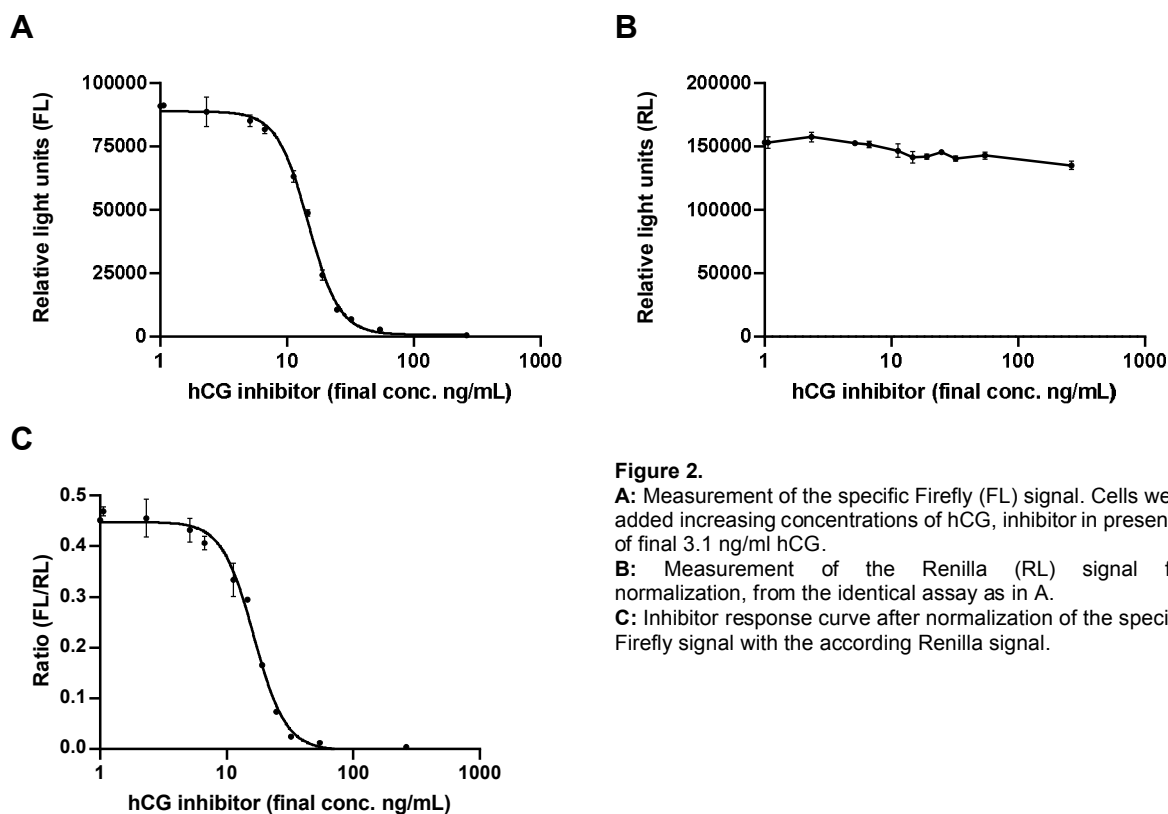 A
Relative light units (FL)
100000
75000
50000
25000
0
1
10
100
1000
hCG inhibitor (final conc. ng/mL)
B
Relative light units (RL)
200000
150000
100000
50000
0
1
10
100
1000
hCG inhibitor (final conc. ng/mL)
C
Ratio (FL/RL)
0.5
0.4
0.3
0.2
0.1
0.0
1
10
100
1000
hCG inhibitor (final conc. ng/mL)
Figure 2.
A: Measurement of the specific Firefly (FL) signal. Cells we
added increasing concentrations of hCG, inhibitor in presen
of final 3.1 ng/ml hCG.
B: Measurement of the Renilla (RL) signal f
normalization, from the identical assay as in A.
C: Inhibitor response curve after normalization of the speci
Firefly signal with the according Renilla signal.